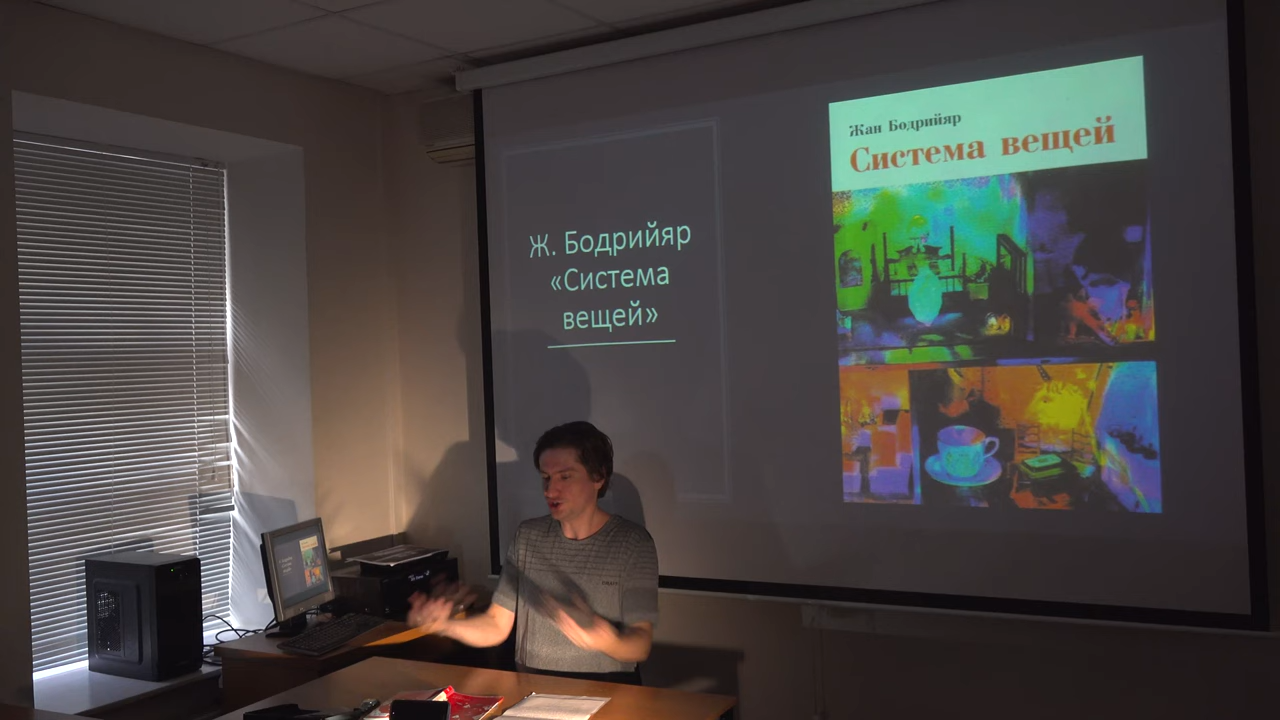 Ж. Бодрийяр
«Система
вещей»
Жан Бодрийяр
Система вещей